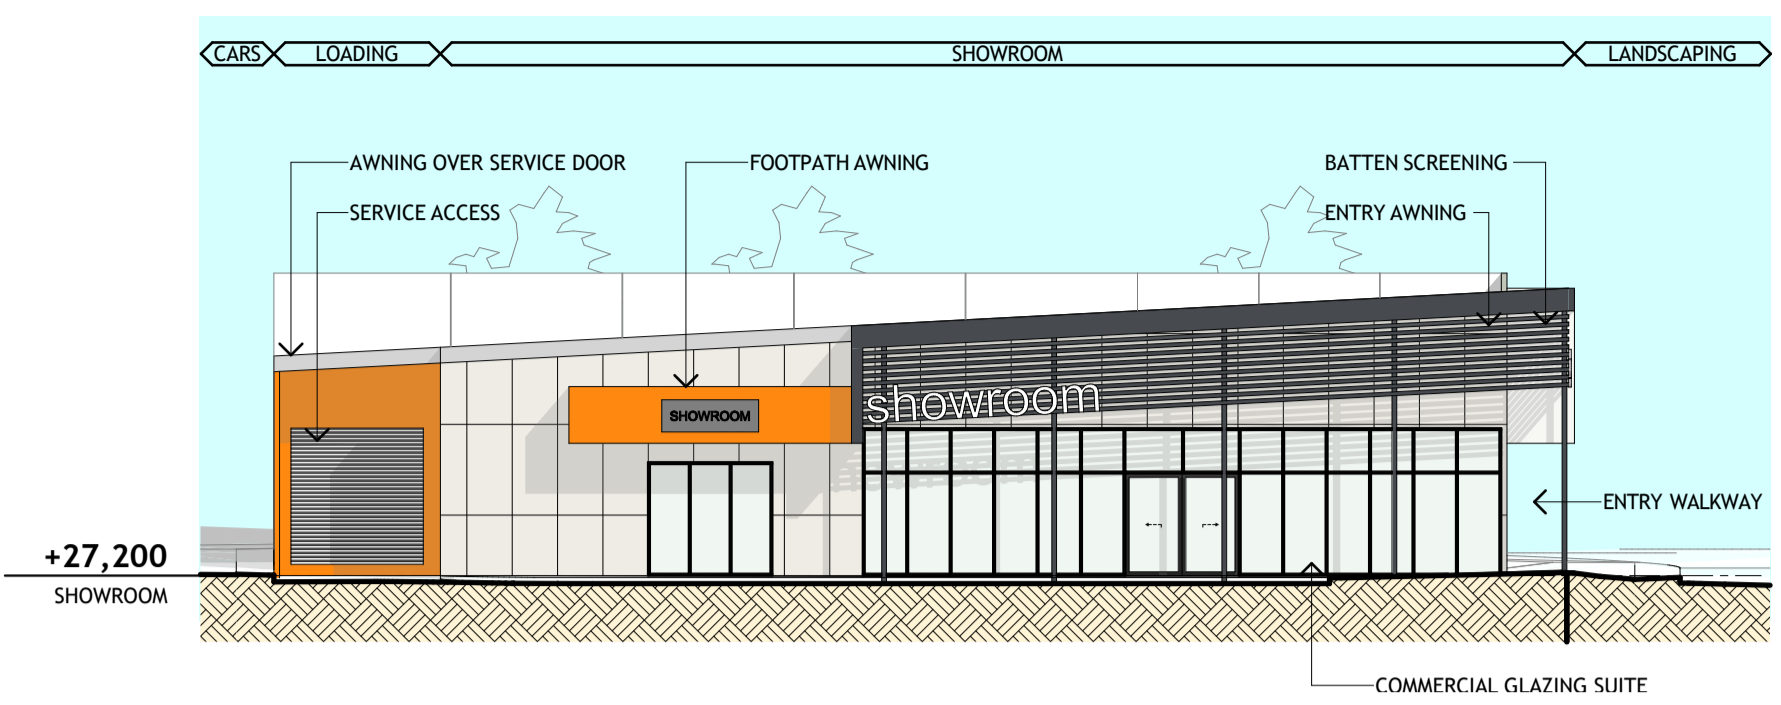 CARS
LOADING
SHOWROOM
LANDSCAPING
AWNING OVER SERVICE DOOR
FOOTPATH AWNING
BATTEN SCREENING
SERVICE ACCESS
ENTRY AWNING
showroom
SHOWROOM
ENTRY WALKWAY
+27,200
SHOWROOM
COMMERCIAL GLAZING SUITE